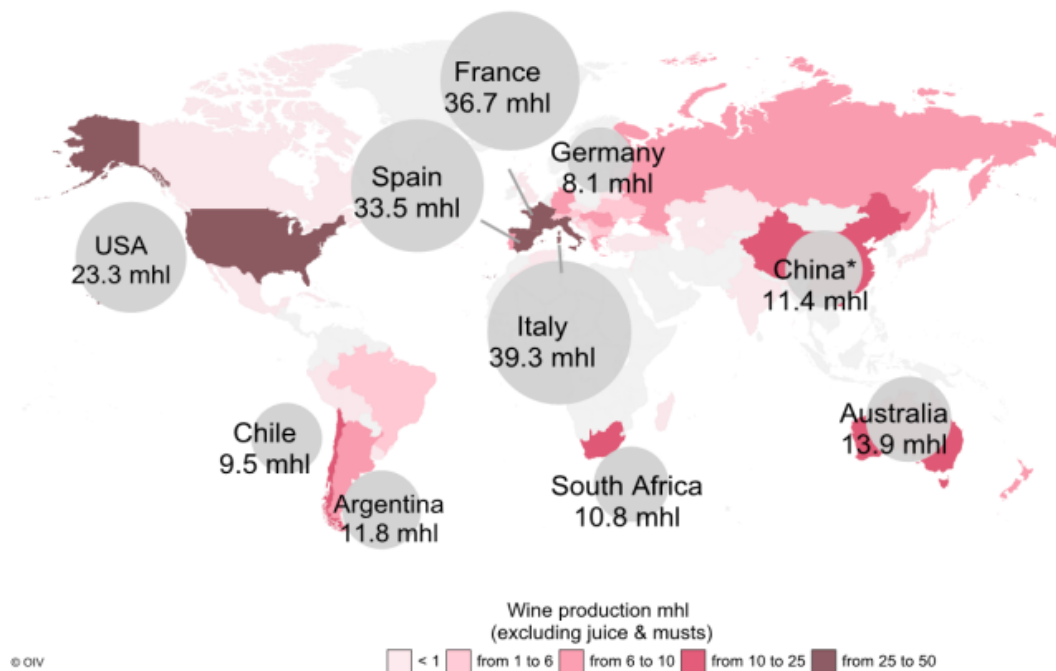 France
36.7 mhl
Germany
8.1 mhl
Spain
33.5 mhl
USA
23.3 mhl
China*
11.4 mhl
Italy
39.3 mhl
Australia
13.9 mhl
Chile
9.5 mhl
South Africa
10.8 mhl
Argentina
11.8 mhl
Wine production mhl
(excluding juice & musts)
< 1 from 1 to 6 from 6 to 10 from 10 to 25 from 25 to 50
© OIV